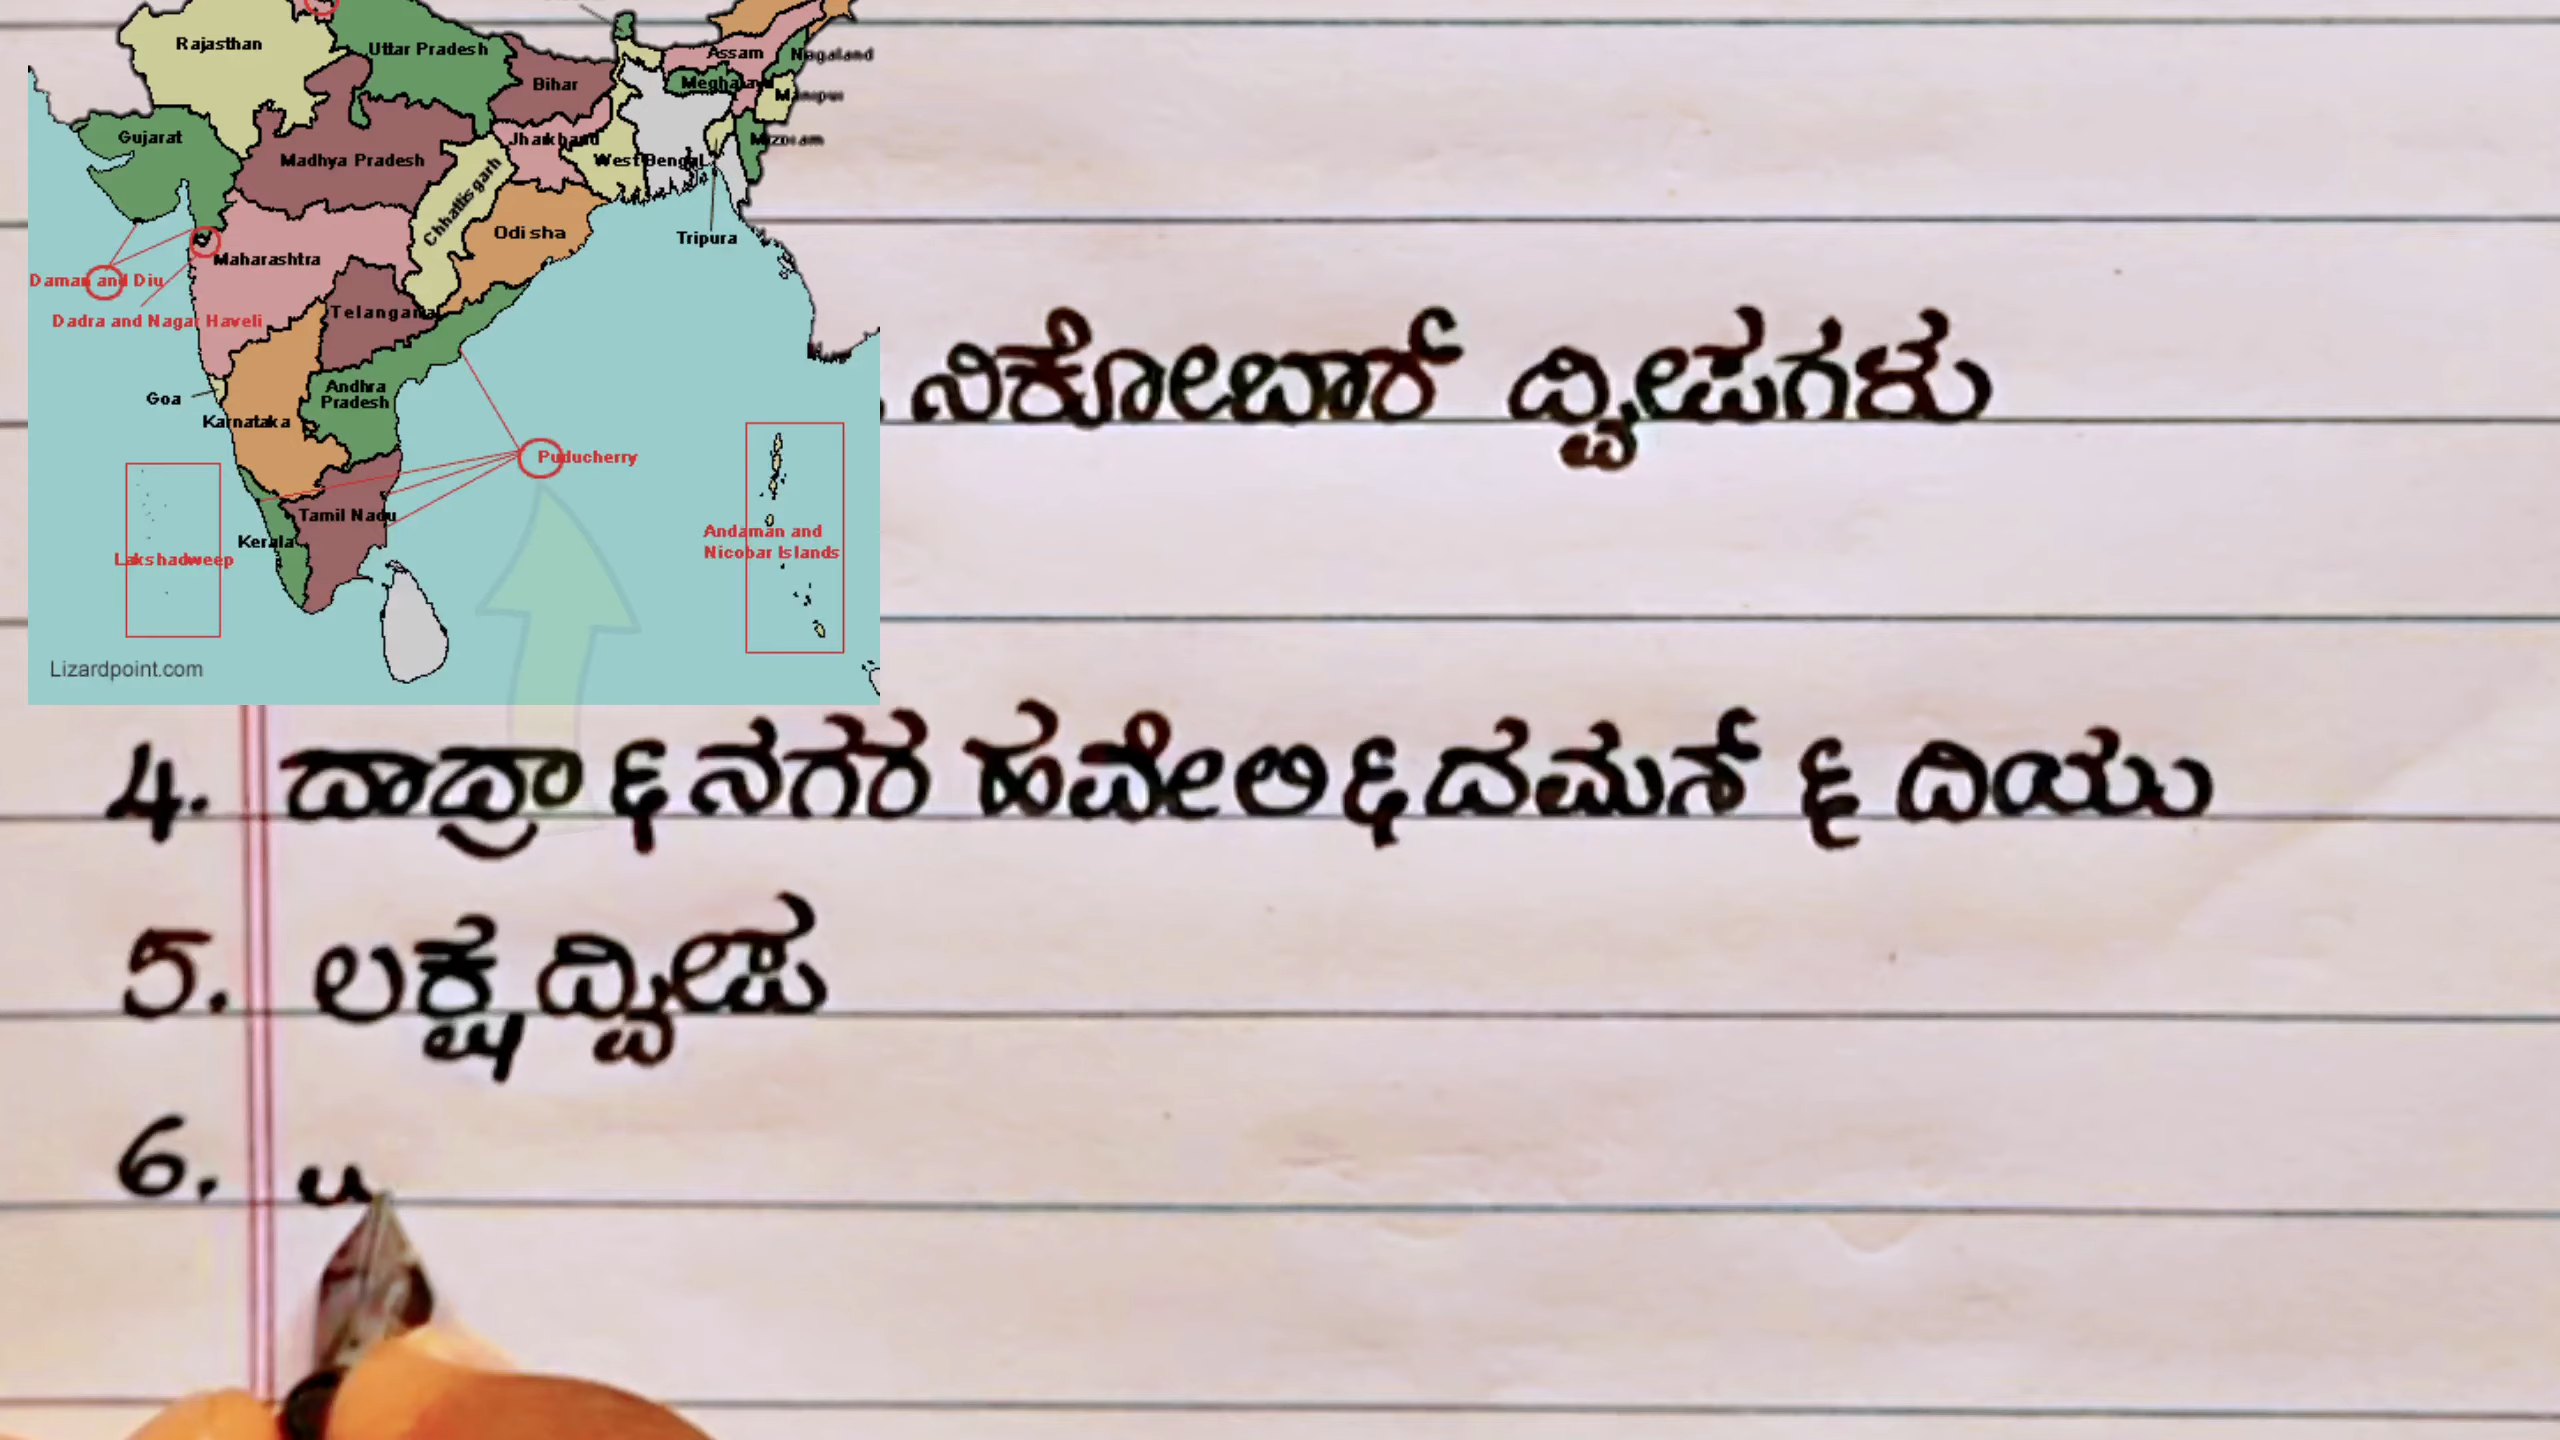 Rajasthan
Uttar Pradesh
Assam
Nagaland
Bihar
Meghalaya
Manipur
Gujarat
Jharkhand
Mizoram
Madhya Pradesh
West Bengal
Chhattisgarh
Odisha
Tripura
Maharashtra
Daman and Diu
Telangana
Dadra and Nagar Haveli
Andhra
Pradesh
Goa
Karnataka
Puducherry
Tamil Nadu
Andaman and
Kerala
Nicobar Islands
Lakshadweep
Lizardpoint.com
ನಿಕೋಬಾರ್ ದ್ವೀಪಗಳು
4. ದಾದ್ರಾ & ನಗರ ಹವೇಲಿ & ದಮನ್ & ದಿಯು
5. ಲಕ್ಷದ್ವೀಪ
6.